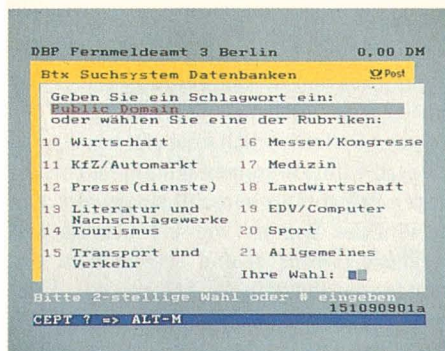 DBP Fernmeldeamt 3 Berlin 0,00 DM
Btx Suchsystem Datenbanken Post
Geben Sie ein Schlagwort ein:
Public Domain
oder wählen Sie eine der Rubriken:
10 Wirtschaft 16 Messen/Kongresse
11 KfZ/Automarkt 17 Medizin
12 Presse(dienste) 18 Landwirtschaft
13 Literatur und 19 EDV/Computer
Nachschlagewerke
14 Tourismus 20 Sport
15 Transport und 21 Allgemeines
Verkehr
Ihre Wahl:
Bitte 2-stellige Wahl oder # eingeben
151090901a
CEPT ? => ALT-M